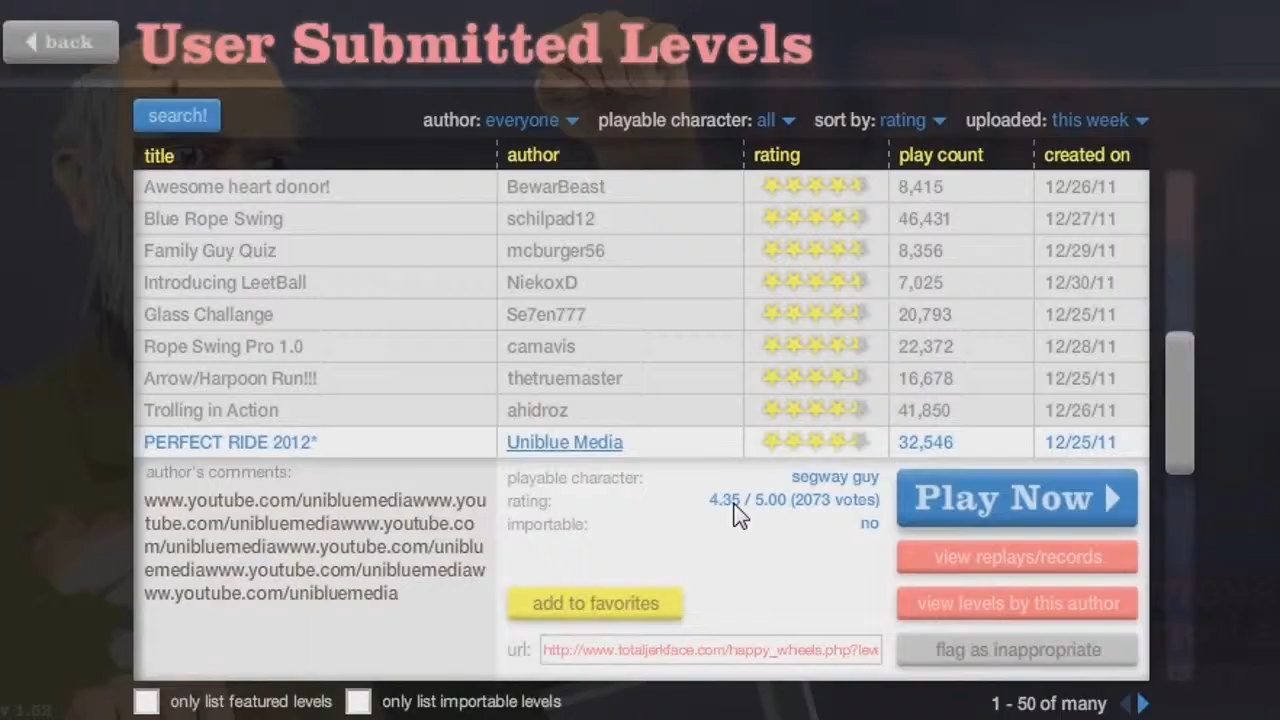 back
User Submitted Levels
search!
author: everyone playable character: all sort by: rating uploaded: this week
title author rating play count created on
Awesome heart donor! BewarBeast 8,415 12/26/11
Blue Rope Swing schilpad12 46,431 12/27/11
Family Guy Quiz mcburger56 8,356 12/29/11
Introducing LeetBall NiekoxD 7,025 12/30/11
Glass Challange Se7en777 20,793 12/25/11
Rope Swing Pro 1.0 carnavis 22,372 12/28/11
Arrow/Harpoon Run!!! thetruemaster 16,678 12/25/11
Trolling in Action ahidroz 41,850 12/26/11
PERFECT RIDE 2012* Uniblue Media 32,546 12/25/11
author's comments:
www.youtube.com/unibluemediawww.you
tube.com/unibluemediawww.youtube.co
m/unibluemediawww.youtube.com/uniblu
emediawww.youtube.com/unibluemediaw
ww.youtube.com/unibluemedia
playable character: segway guy
rating: 4.35 / 5.00 (2073 votes)
importable: no
add to favorites
url: http://www.totaljerkface.com/happy_wheels.php?leve
Play Now
view replays/records
view levels by this author
flag as inappropriate
only list featured levels only list importable levels
1 - 50 of many
v 1.52